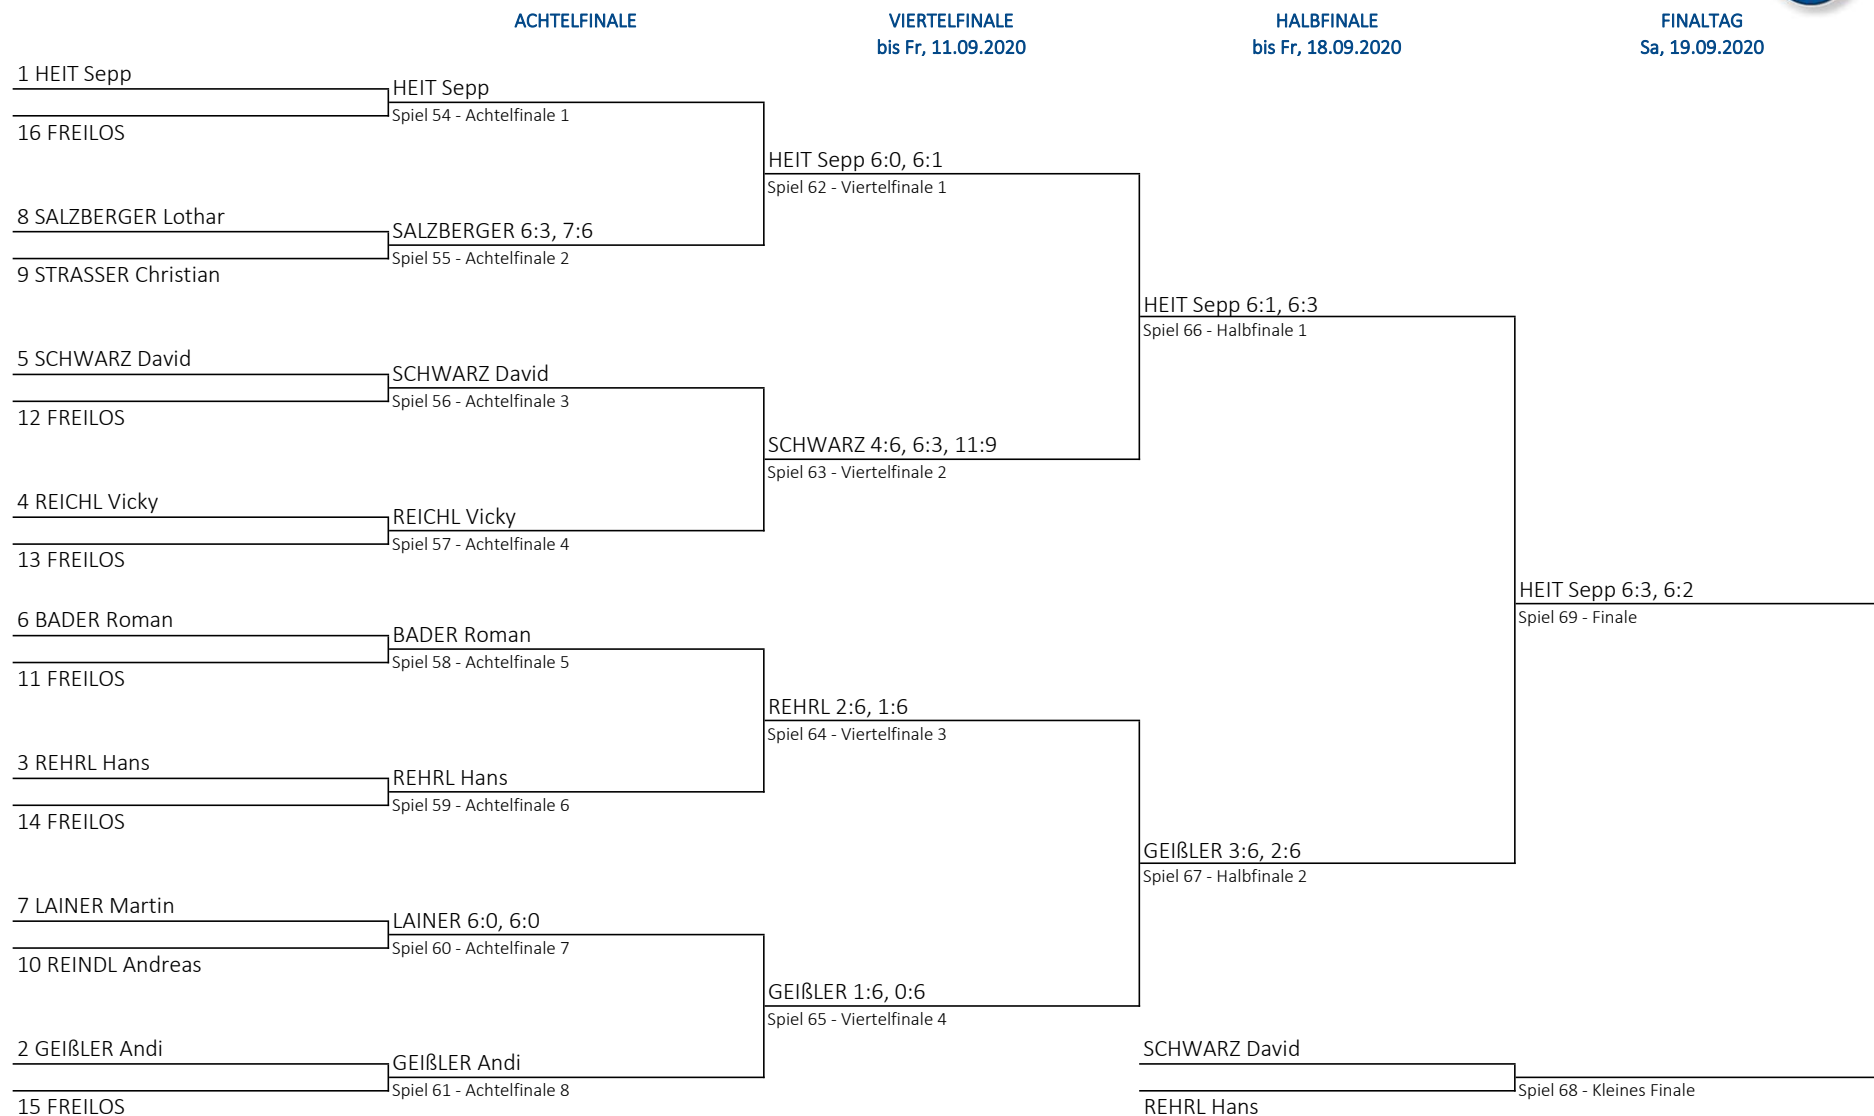 ACHTELFINALE
VIERTELFINALE
bis Fr, 11.09.2020
HALBFINALE
bis Fr, 18.09.2020
FINALTAG
Sa, 19.09.2020
1 HEIT Sepp
16 FREILOS
8 SALZBERGER Lothar
9 STRASSER Christian
5 SCHWARZ David
12 FREILOS
4 REICHL Vicky
13 FREILOS
6 BADER Roman
11 FREILOS
3 REHRL Hans
14 FREILOS
7 LAINER Martin
10 REINDL Andreas
2 GEIßLER Andi
15 FREILOS
HEIT Sepp
Spiel 54 - Achtelfinale 1
SALZBERGER 6:3, 7:6
Spiel 55 - Achtelfinale 2
SCHWARZ David
Spiel 56 - Achtelfinale 3
REICHL Vicky
Spiel 57 - Achtelfinale 4
BADER Roman
Spiel 58 - Achtelfinale 5
REHRL Hans
Spiel 59 - Achtelfinale 6
LAINER 6:0, 6:0
Spiel 60 - Achtelfinale 7
GEIßLER Andi
Spiel 61 - Achtelfinale 8
HEIT Sepp 6:0, 6:1
Spiel 62 - Viertelfinale 1
SCHWARZ 4:6, 6:3, 11:9
Spiel 63 - Viertelfinale 2
REHRL 2:6, 1:6
Spiel 64 - Viertelfinale 3
GEIßLER 1:6, 0:6
Spiel 65 - Viertelfinale 4
HEIT Sepp 6:1, 6:3
Spiel 66 - Halbfinale 1
GEIßLER 3:6, 2:6
Spiel 67 - Halbfinale 2
SCHWARZ David
REHRL Hans
HEIT Sepp 6:3, 6:2
Spiel 69 - Finale
Spiel 68 - Kleines Finale